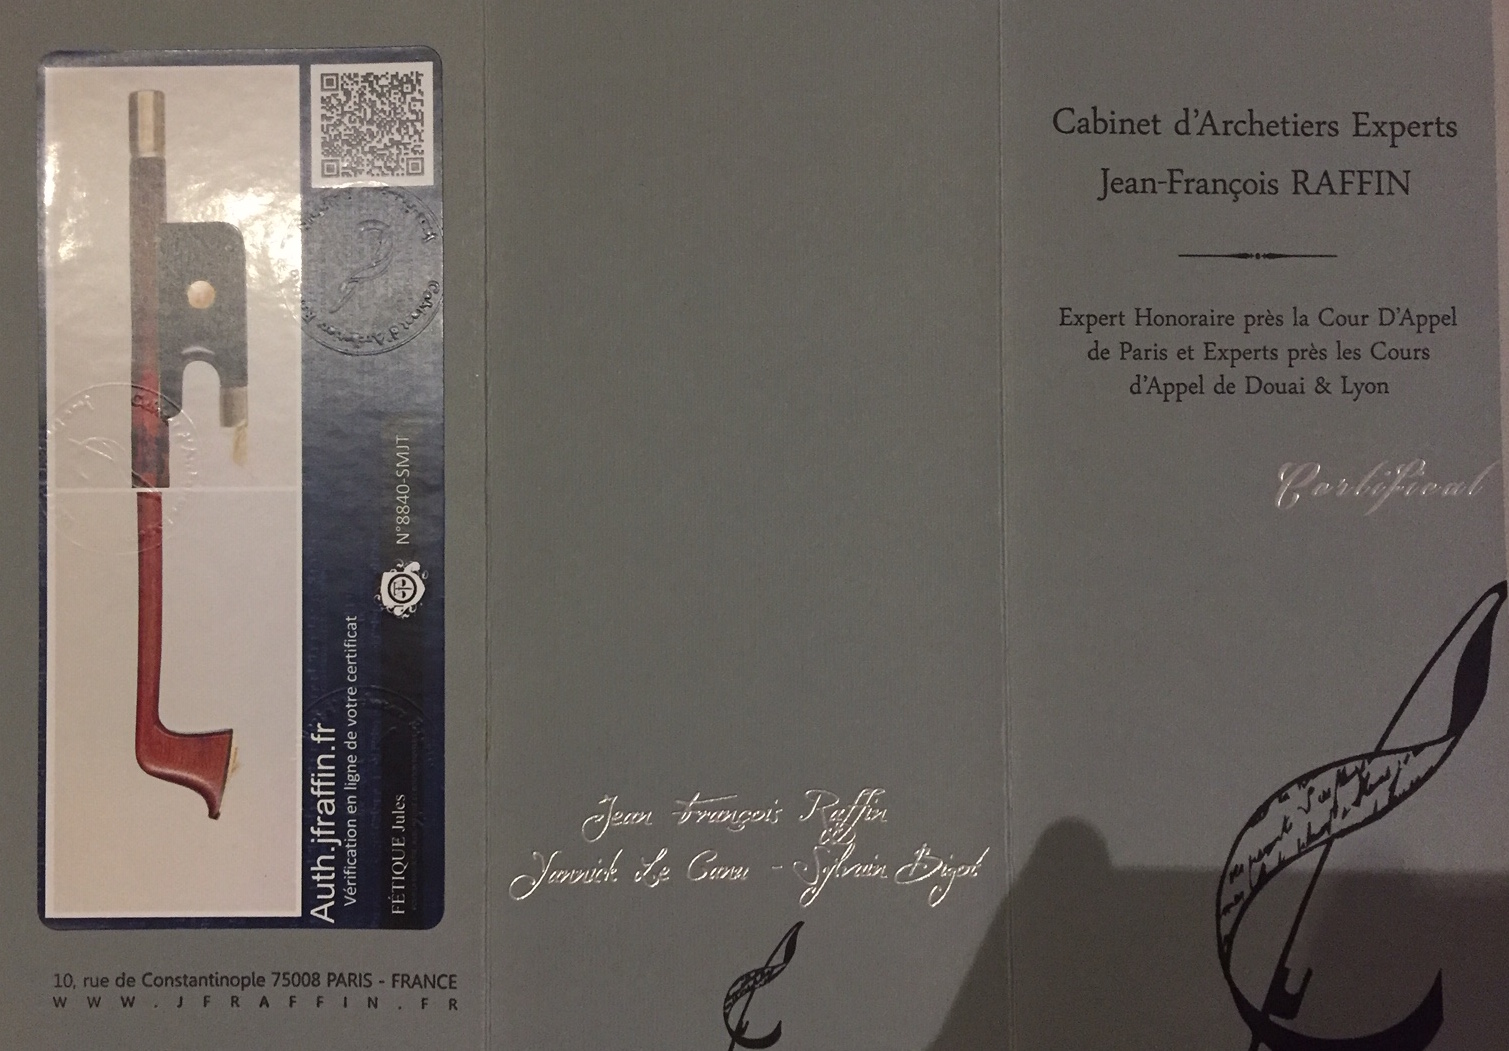 Auth.jfraffin.fr
Vérification en ligne de votre certificat
FÉTIQUE Jules
N°8840-SMJT
10, rue de Constantinople 75008 PARIS - FRANCE
WWW.JFRAFFIN.FR
Jean François Raffin
Yannick Le Canu - Sylvain Bigot
Cabinet d'Archetiers Experts
Jean-François RAFFIN
Expert Honoraire près la Cour D'Appel
de Paris et Experts près les Cours
d'Appel de Douai & Lyon
Certificat